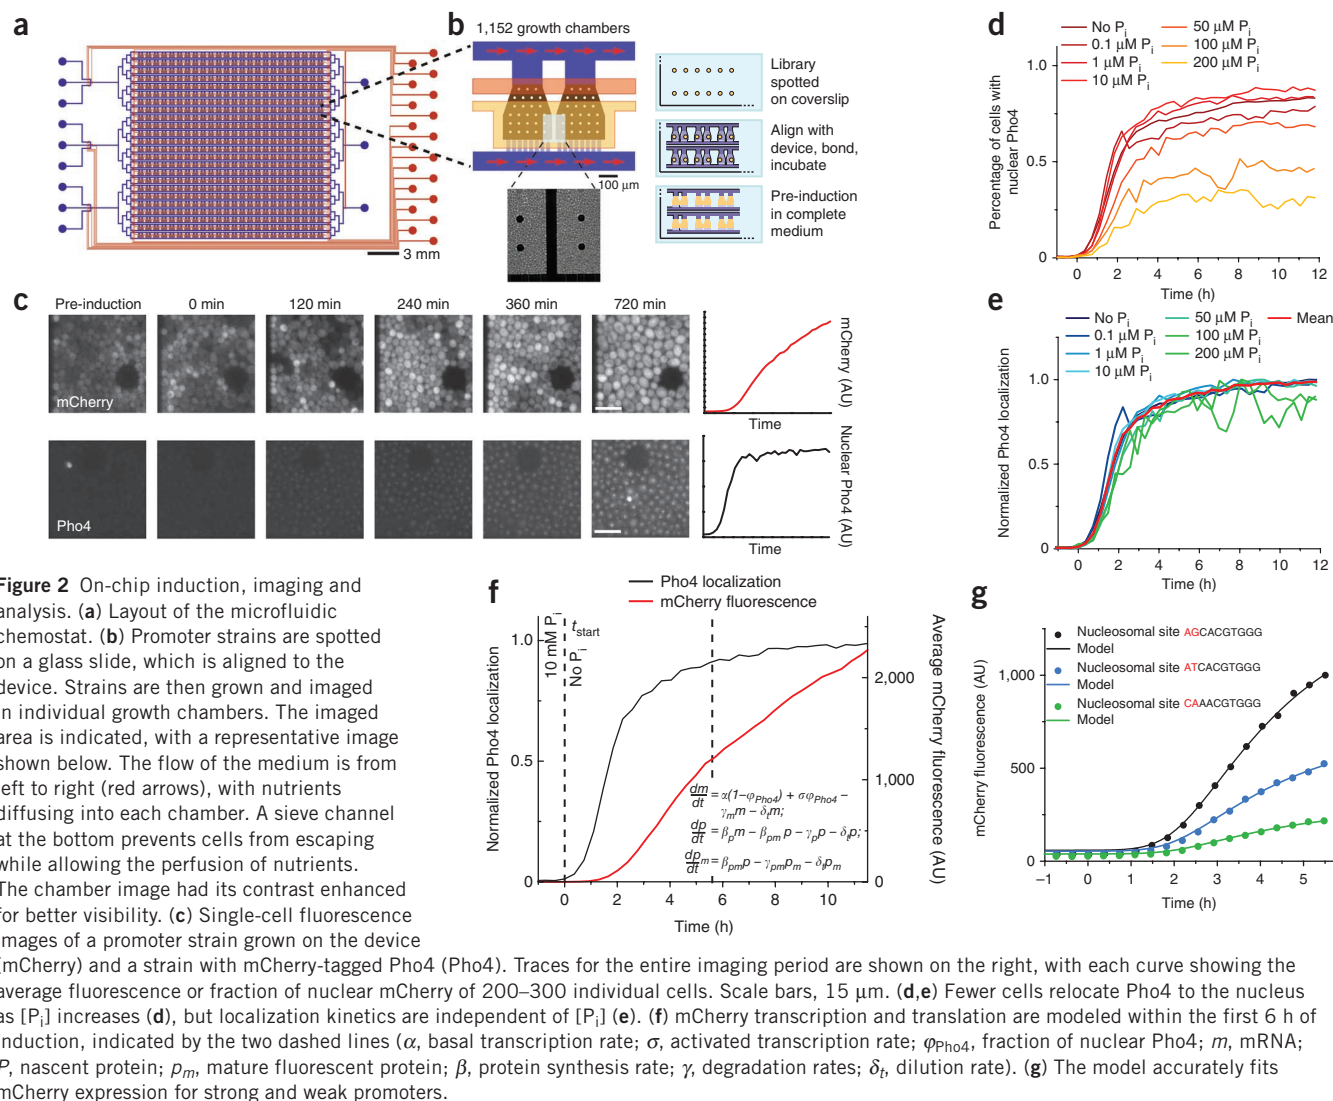 a
3 mm
b
1,152 growth chambers
100 μm
Library
spotted
on coverslip
Align with
device, bond,
incubate
Pre-induction
in complete
medium
c
Pre-induction
0 min
120 min
240 min
360 min
720 min
mCherry
Pho4
mCherry
(AU)
Time
Nuclear
Pho4 (AU)
Time
d
No Pi
0.1 μM Pi
1 μM Pi
10 μM Pi
50 μM Pi
100 μM Pi
200 μM Pi
Percentage of cells with
nuclear Pho4
1.0
0.5
0
0 2 4 6 8 10 12
Time (h)
e
No Pi
0.1 μM Pi
1 μM Pi
10 μM Pi
50 μM Pi
100 μM Pi
200 μM Pi
Mean
Normalized Pho4 localization
1.0
0.5
0
0 2 4 6 8 10 12
Time (h)
f
Pho4 localization
mCherry fluorescence
10 mM Pi
tstart
No Pi
Normalized Pho4 localization
1.0
0.5
0
Average mCherry fluorescence
(AU)
2,000
1,000
0
dm/dt = α(1–φPho4) + σφPho4 –
γmm – δtm;
dp/dt = βpm – βpm p – γpp – δtp;
dpm/dt = βpmp – γpmpm – δtpm
0 2 4 6 8 10
Time (h)
g
Nucleosomal site AGCACGTGGG
Model
Nucleosomal site ATCACGTGGG
Model
Nucleosomal site CAAACGTGGG
Model
mCherry fluorescence (AU)
1,000
500
0
–1 0 1 2 3 4 5
Time (h)
Figure 2 On-chip induction, imaging and
analysis. (a) Layout of the microfluidic
chemostat. (b) Promoter strains are spotted
on a glass slide, which is aligned to the
device. Strains are then grown and imaged
in individual growth chambers. The imaged
area is indicated, with a representative image
shown below. The flow of the medium is from
left to right (red arrows), with nutrients
diffusing into each chamber. A sieve channel
at the bottom prevents cells from escaping
while allowing the perfusion of nutrients.
The chamber image had its contrast enhanced
for better visibility. (c) Single-cell fluorescence
images of a promoter strain grown on the device
(mCherry) and a strain with mCherry-tagged Pho4 (Pho4). Traces for the entire imaging period are shown on the right, with each curve showing the
average fluorescence or fraction of nuclear mCherry of 200–300 individual cells. Scale bars, 15 μm. (d,e) Fewer cells relocate Pho4 to the nucleus
as [Pi] increases (d), but localization kinetics are independent of [Pi] (e). (f) mCherry transcription and translation are modeled within the first 6 h of
induction, indicated by the two dashed lines (α, basal transcription rate; σ, activated transcription rate; φPho4, fraction of nuclear Pho4; m, mRNA;
P, nascent protein; pm, mature fluorescent protein; β, protein synthesis rate; γ, degradation rates; δt, dilution rate). (g) The model accurately fits
mCherry expression for strong and weak promoters.